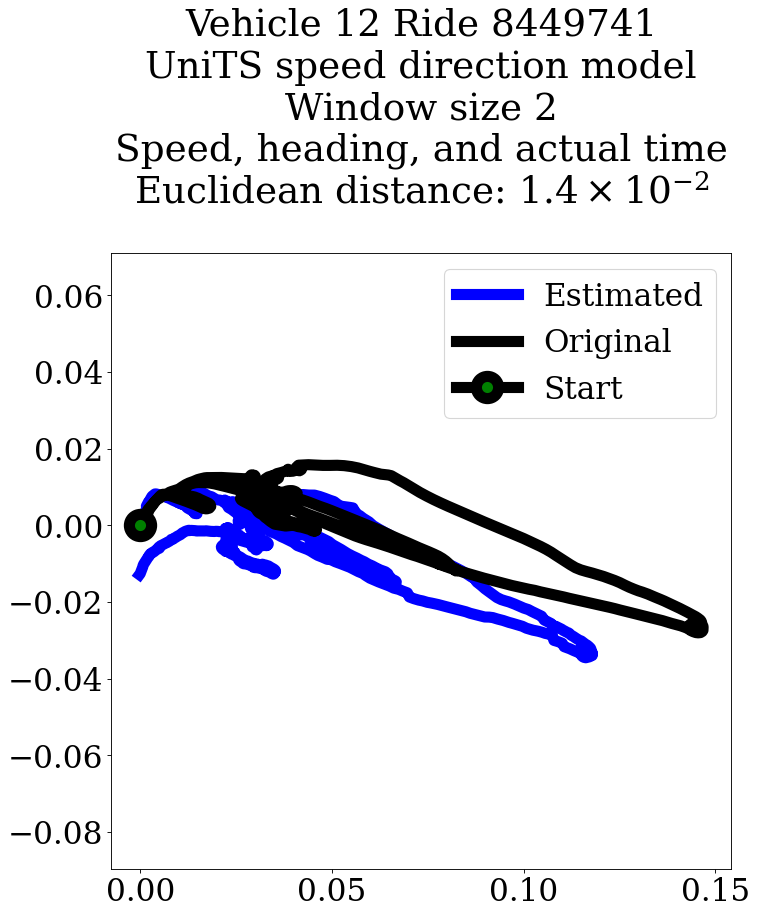 Vehicle 12 Ride 8449741
UniTS speed direction model
Window size 2
Speed, heading, and actual time
Euclidean distance: 1.4 × 10⁻²
Estimated
Original
Start
0.06
0.04
0.02
0.00
−0.02
−0.04
−0.06
−0.08
0.00 0.05 0.10 0.15